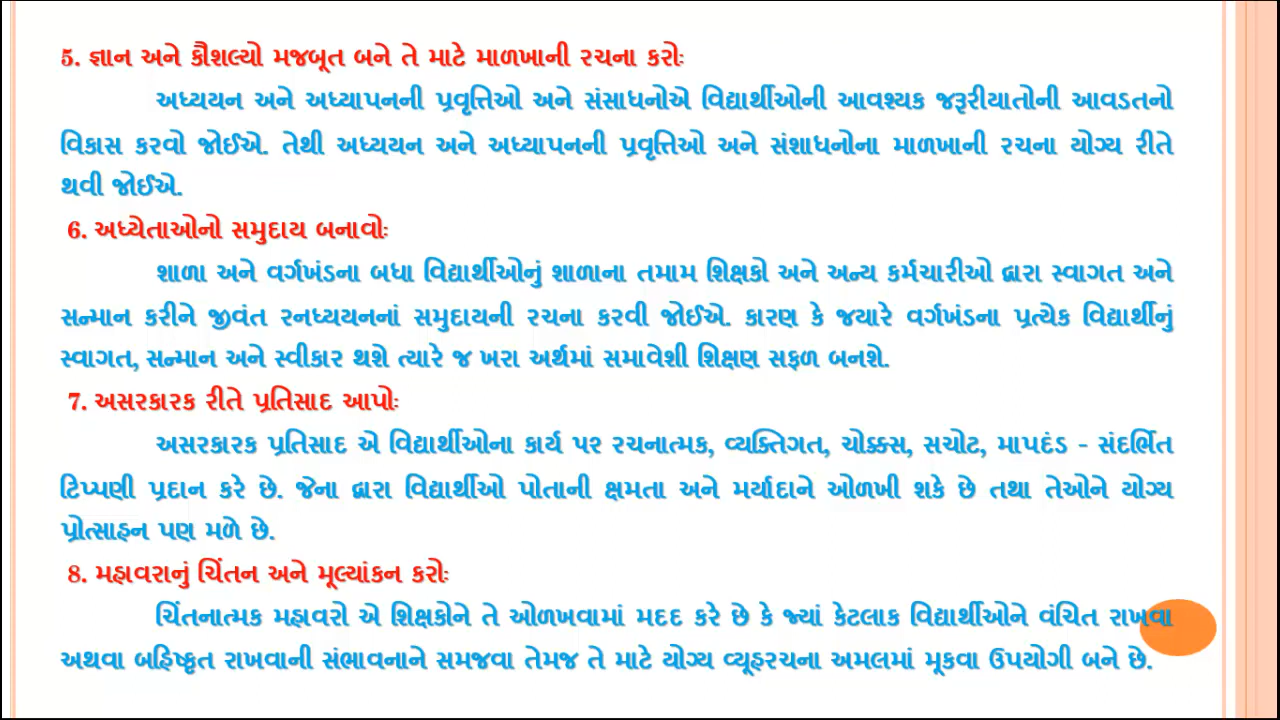 5. જ્ઞાન અને કૌશલ્યો મજબૂત બને તે માટે માળખાની રચના કરોઃ
અધ્યયન અને અધ્યાપનની પ્રવૃત્તિઓ અને સંસાધનોએ વિદ્યાર્થીઓની આવશ્યક જરૂરીયાતોની આવડતનો
વિકાસ કરવો જોઈએ. તેથી અધ્યયન અને અધ્યાપનની પ્રવૃત્તિઓ અને સંશાધનોના માળખાની રચના યોગ્ય રીતે
થવી જોઈએ.
6. અધ્યેતાઓનો સમુદાય બનાવોઃ
શાળા અને વર્ગખંડના બધા વિદ્યાર્થીઓનું શાળાના તમામ શિક્ષકો અને અન્ય કર્મચારીઓ દ્વારા સ્વાગત અને
સન્માન કરીને જીવંત રનધ્યયનનાં સમુદાયની રચના કરવી જોઈએ. કારણ કે જયારે વર્ગખંડના પ્રત્યેક વિદ્યાર્થીનું
સ્વાગત, સન્માન અને સ્વીકાર થશે ત્યારે જ ખરા અર્થમાં સમાવેશી શિક્ષણ સફળ બનશે.
7. અસરકારક રીતે પ્રતિસાદ આપોઃ
અસરકારક પ્રતિસાદ એ વિદ્યાર્થીઓના કાર્ય પર રચનાત્મક, વ્યક્તિગત, ચોક્કસ, સચોટ, માપદંડ - સંદર્ભિત
ટિપ્પણી પ્રદાન કરે છે. જેના દ્વારા વિદ્યાર્થીઓ પોતાની ક્ષમતા અને મર્યાદાને ઓળખી શકે છે તથા તેઓને યોગ્ય
પ્રોત્સાહન પણ મળે છે.
8. મહાવરાનું ચિંતન અને મૂલ્યાંકન કરોઃ
ચિંતનાત્મક મહાવરો એ શિક્ષકોને તે ઓળખવામાં મદદ કરે છે કે જ્યાં કેટલાક વિદ્યાર્થીઓને વંચિત રાખવા
અથવા બહિષ્કૃત રાખવાની સંભાવનાને સમજવા તેમજ તે માટે યોગ્ય વ્યૂહરચના અમલમાં મૂકવા ઉપયોગી બને છે.